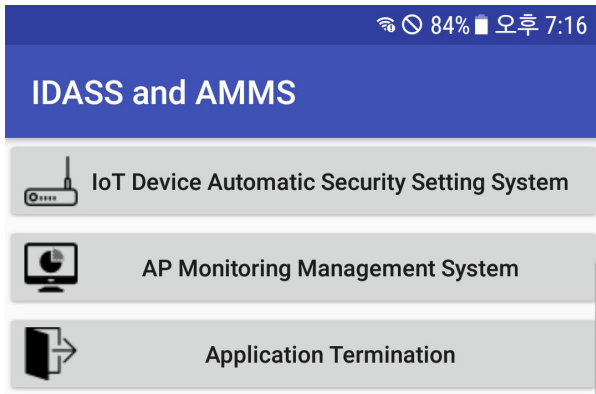 84% 오후 7:16
IDASS and AMMS
IoT Device Automatic Security Setting System
AP Monitoring Management System
Application Termination